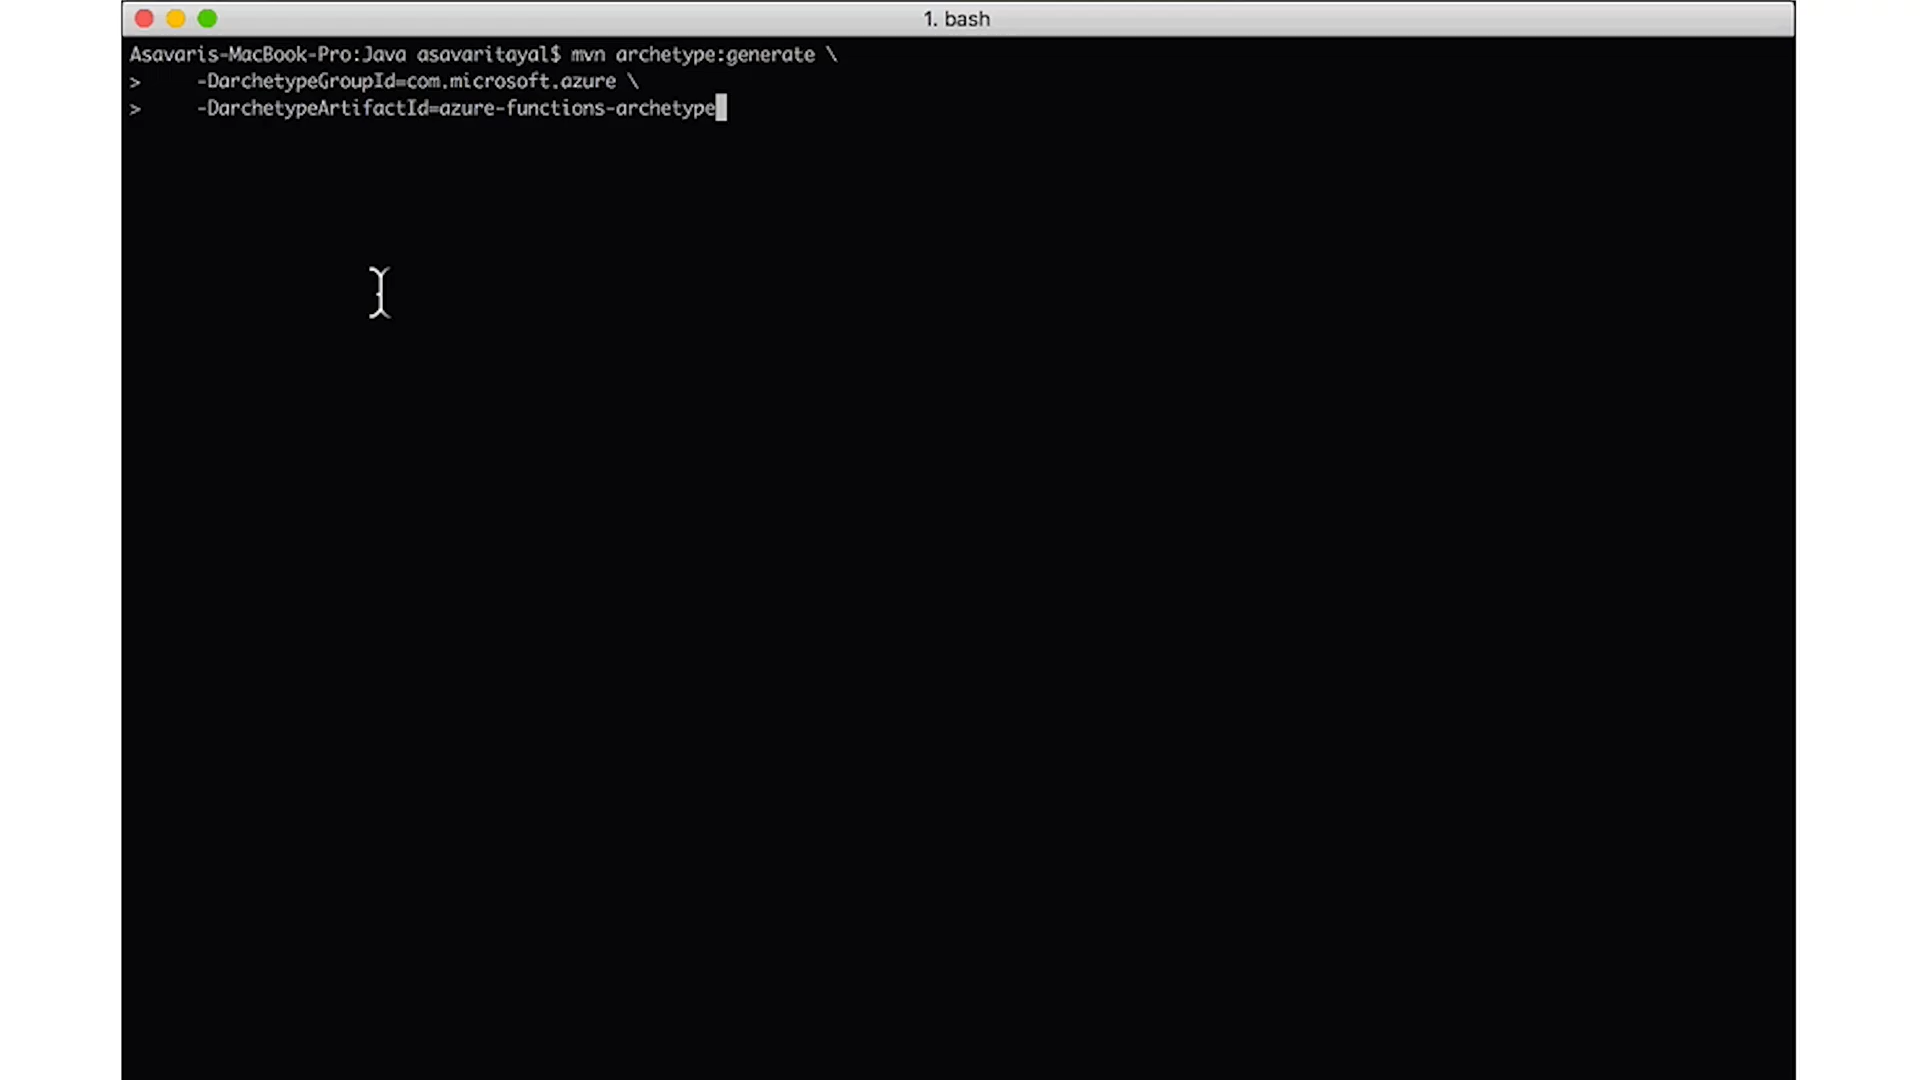 1. bash
Asavaris-MacBook-Pro:Java asavaritayal$ mvn archetype:generate \
>     -DarchetypeGroupId=com.microsoft.azure \
>     -DarchetypeArtifactId=azure-functions-archetype